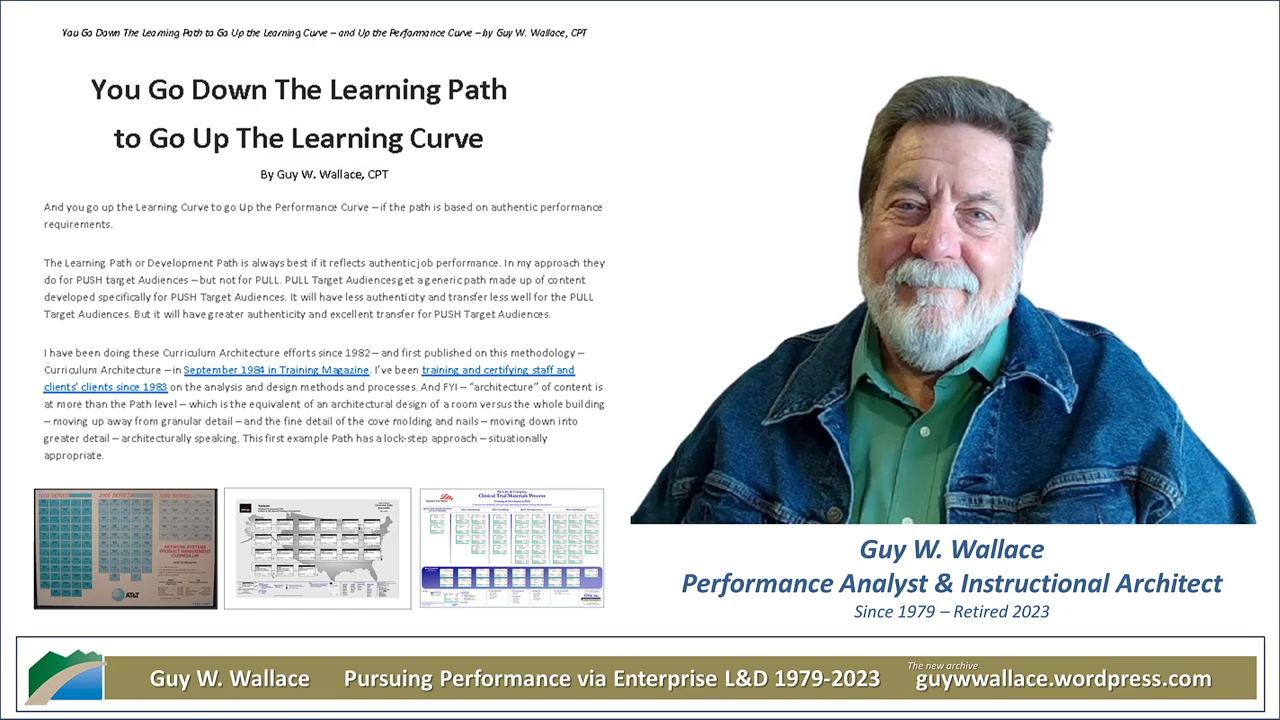 You Go Down The Learning Path to Go Up the Learning Curve – and Up the Performance Curve – by Guy W. Wallace, CPT
You Go Down The Learning Path
to Go Up The Learning Curve
By Guy W. Wallace, CPT
And you go up the Learning Curve to go Up the Performance Curve – if the path is based on authentic performance
requirements.
The Learning Path or Development Path is always best if it reflects authentic job performance. In my approach they
do for PUSH target Audiences – but not for PULL. PULL Target Audiences get a generic path made up of content
developed specifically for PUSH Target Audiences. It will have less authenticity and transfer less well for the PULL
Target Audiences. But it will have greater authenticity and excellent transfer for PUSH Target Audiences.
I have been doing these Curriculum Architecture efforts since 1982 – and first published on this methodology –
Curriculum Architecture – in September 1984 in Training Magazine. I've been training and certifying staff and
clients' clients since 1983 on the analysis and design methods and processes. And FYI – "architecture" of content is
at more than the Path level – which is the equivalent of an architectural design of a room versus the whole building
– moving up away from granular detail – and the fine detail of the cove molding and nails – moving down into
greater detail – architecturally speaking. This first example Path has a lock-step approach – situationally
appropriate.
NETWORK SYSTEMS
PRODUCT MANAGEMENT
CURRICULUM
AT&T
Lilly
Clinical Trial Materials Process
Guy W. Wallace
Performance Analyst & Instructional Architect
Since 1979 – Retired 2023
Guy W. Wallace Pursuing Performance via Enterprise L&D 1979-2023
The new archive
guywwallace.wordpress.com